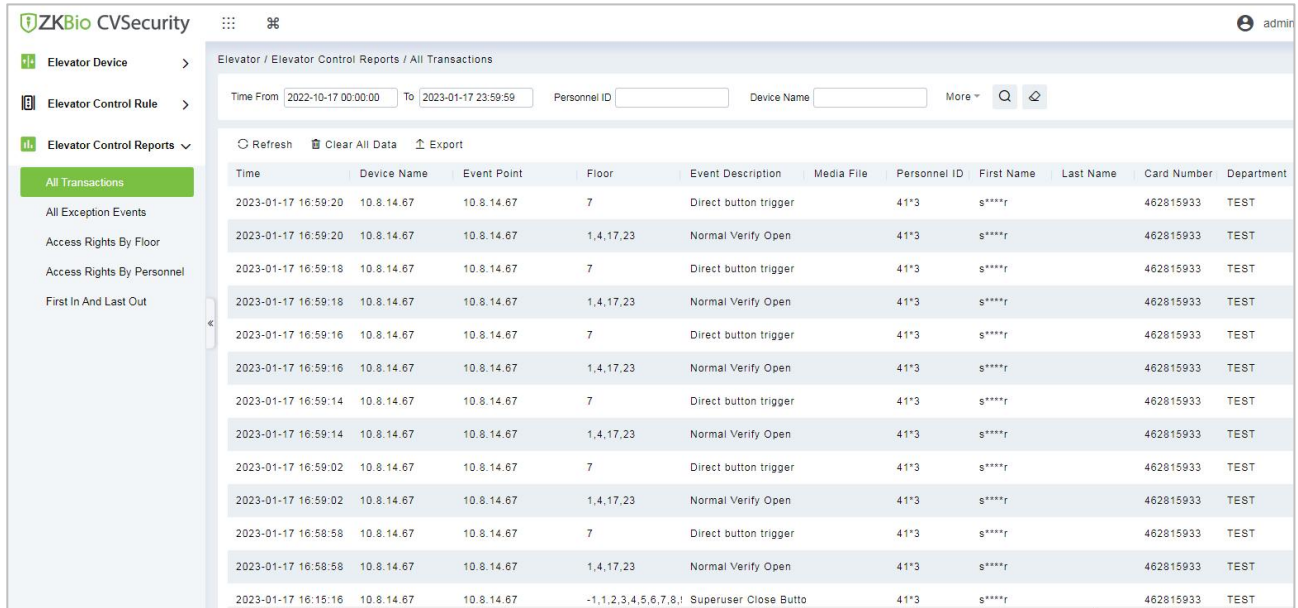 ZKBio CVSecurity
admin
Elevator Device
Elevator Control Rule
Elevator Control Reports
All Transactions
All Exception Events
Access Rights By Floor
Access Rights By Personnel
First In And Last Out
Elevator / Elevator Control Reports / All Transactions
Time From 2022-10-17 00:00:00 To 2023-01-17 23:59:59 Personnel ID Device Name More
Refresh Clear All Data Export
Time Device Name Event Point Floor Event Description Media File Personnel ID First Name Last Name Card Number Department
2023-01-17 16:59:20 10.8.14.67 10.8.14.67 7 Direct button trigger 41*3 s****r 462815933 TEST
2023-01-17 16:59:20 10.8.14.67 10.8.14.67 1,4,17,23 Normal Verify Open 41*3 s****r 462815933 TEST
2023-01-17 16:59:18 10.8.14.67 10.8.14.67 7 Direct button trigger 41*3 s****r 462815933 TEST
2023-01-17 16:59:18 10.8.14.67 10.8.14.67 1,4,17,23 Normal Verify Open 41*3 s****r 462815933 TEST
2023-01-17 16:59:16 10.8.14.67 10.8.14.67 7 Direct button trigger 41*3 s****r 462815933 TEST
2023-01-17 16:59:16 10.8.14.67 10.8.14.67 1,4,17,23 Normal Verify Open 41*3 s****r 462815933 TEST
2023-01-17 16:59:14 10.8.14.67 10.8.14.67 7 Direct button trigger 41*3 s****r 462815933 TEST
2023-01-17 16:59:14 10.8.14.67 10.8.14.67 1,4,17,23 Normal Verify Open 41*3 s****r 462815933 TEST
2023-01-17 16:59:02 10.8.14.67 10.8.14.67 7 Direct button trigger 41*3 s****r 462815933 TEST
2023-01-17 16:59:02 10.8.14.67 10.8.14.67 1,4,17,23 Normal Verify Open 41*3 s****r 462815933 TEST
2023-01-17 16:58:58 10.8.14.67 10.8.14.67 7 Direct button trigger 41*3 s****r 462815933 TEST
2023-01-17 16:58:58 10.8.14.67 10.8.14.67 1,4,17,23 Normal Verify Open 41*3 s****r 462815933 TEST
2023-01-17 16:15:16 10.8.14.67 10.8.14.67 -1,1,2,3,4,5,6,7,8, Superuser Close Butto 41*3 s****r 462815933 TEST